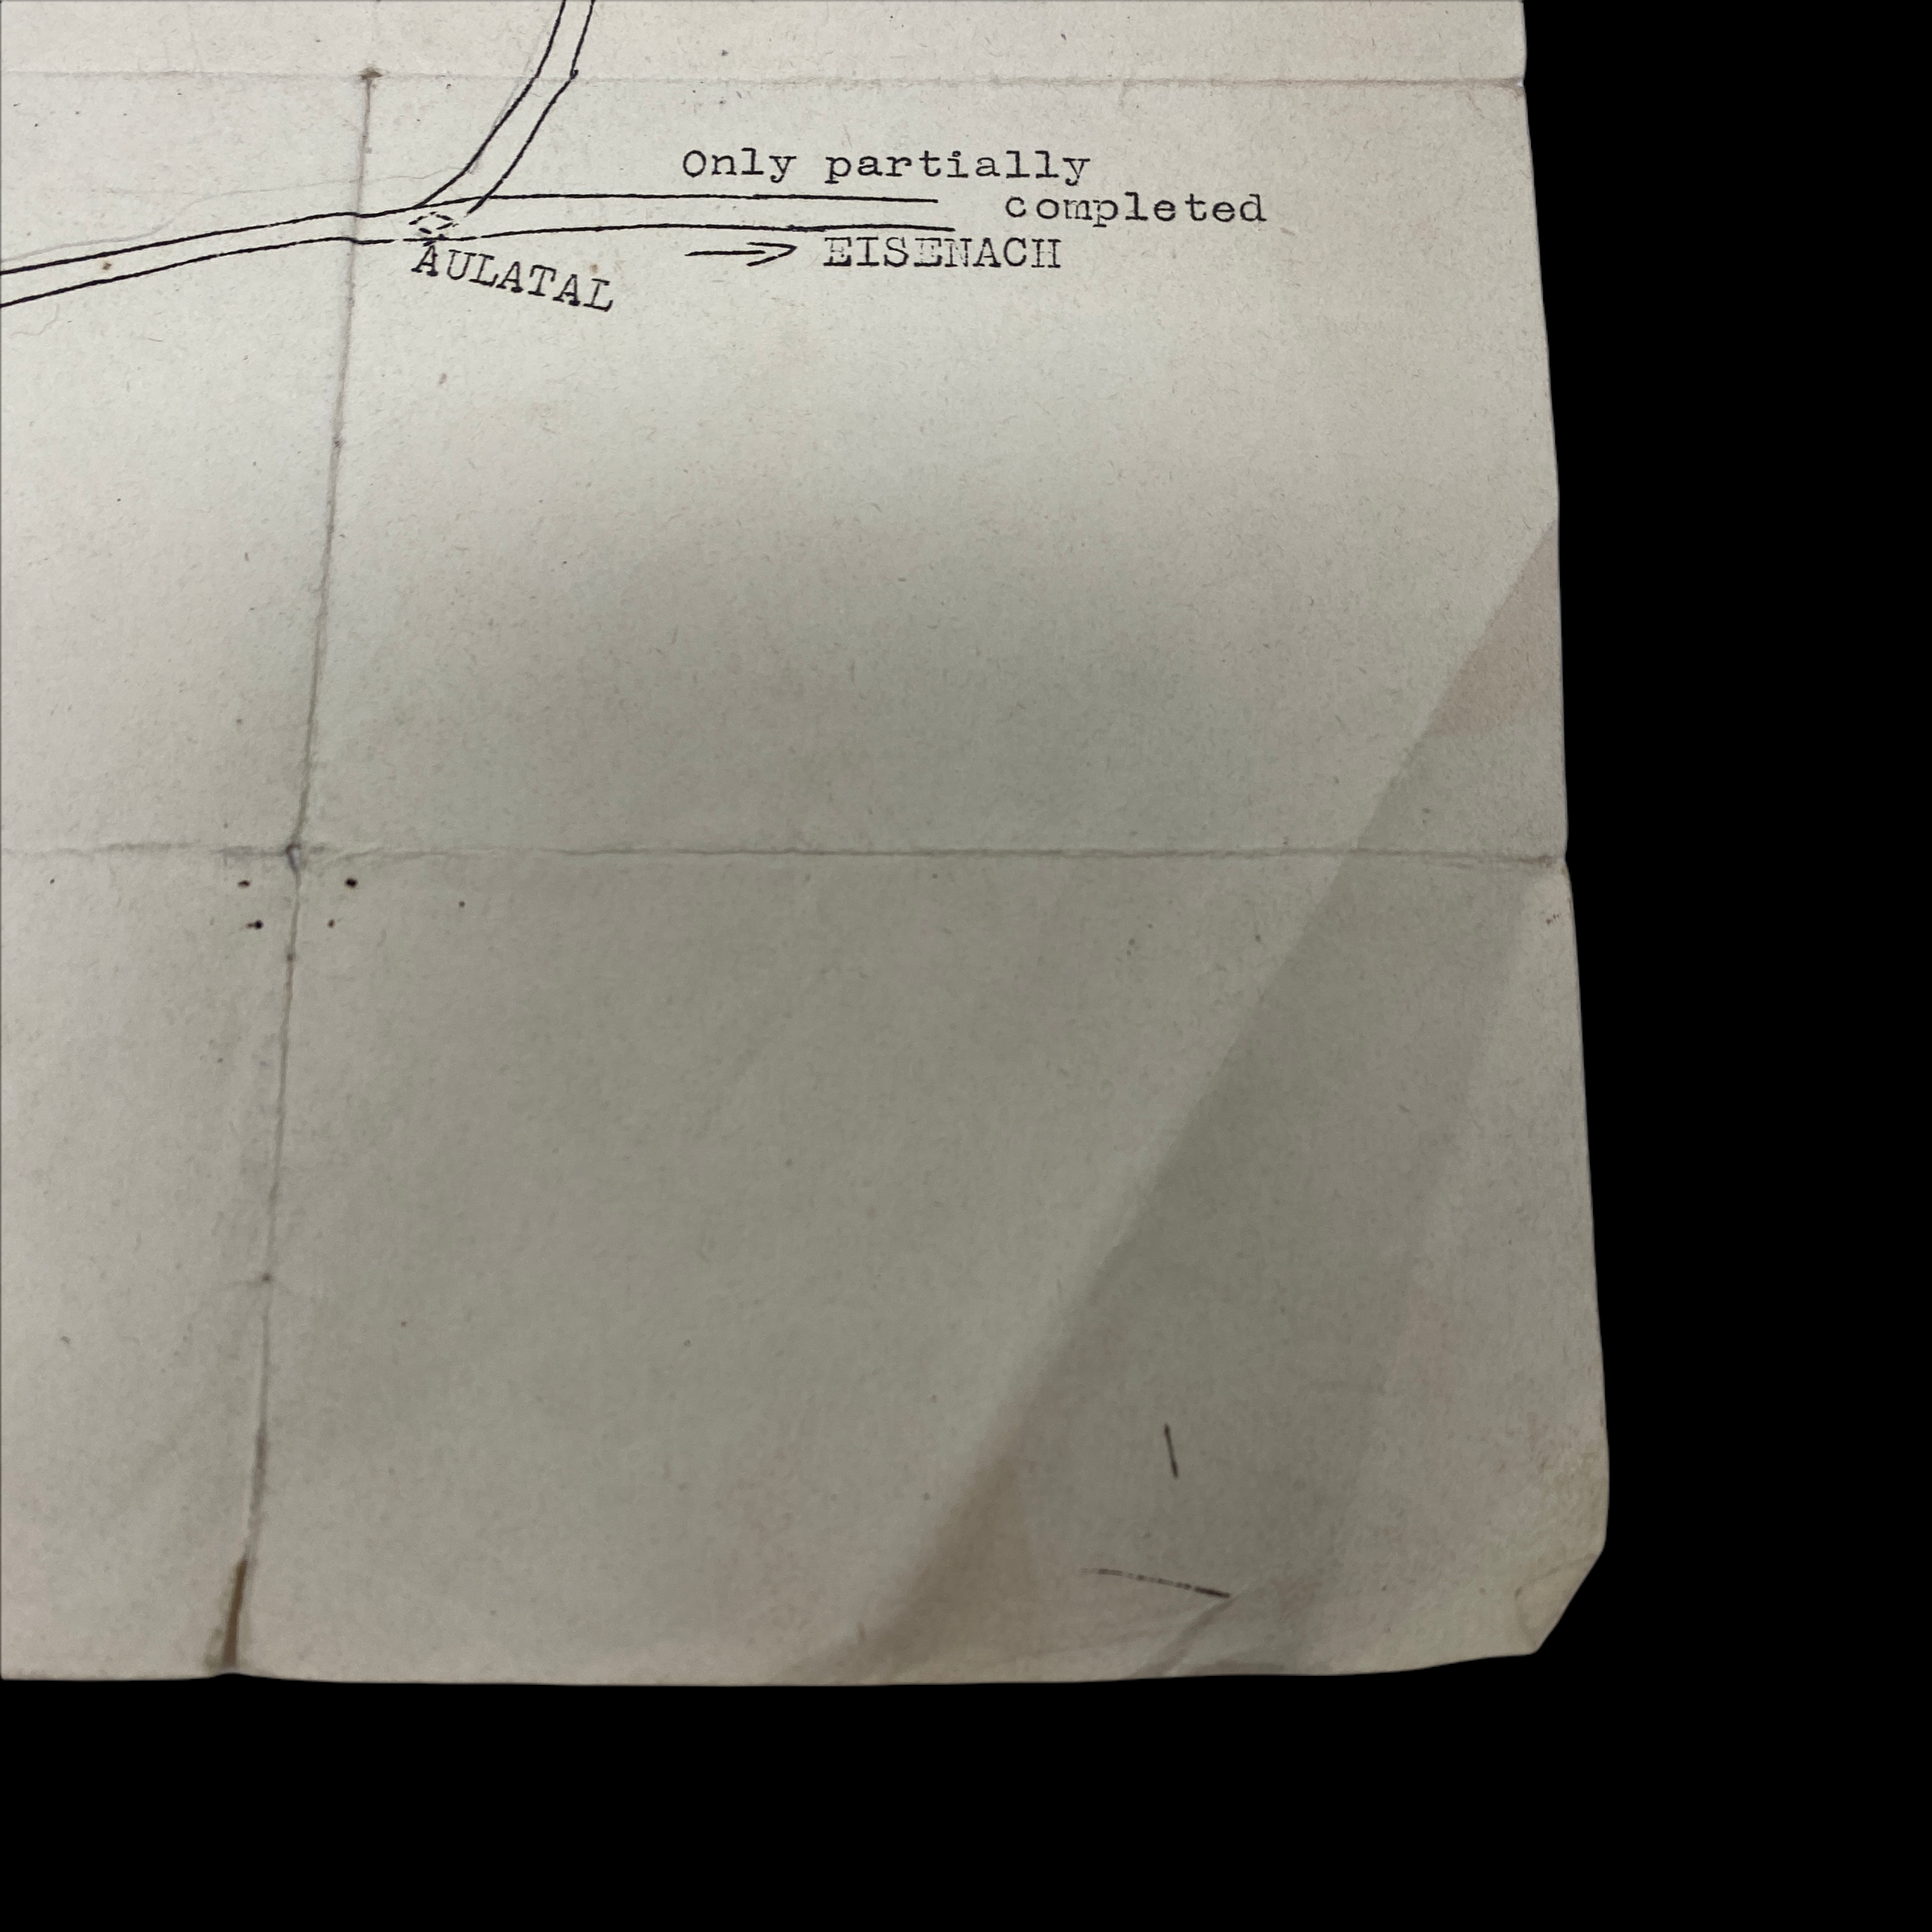 Only partially
completed
EISENACH
AULATAL